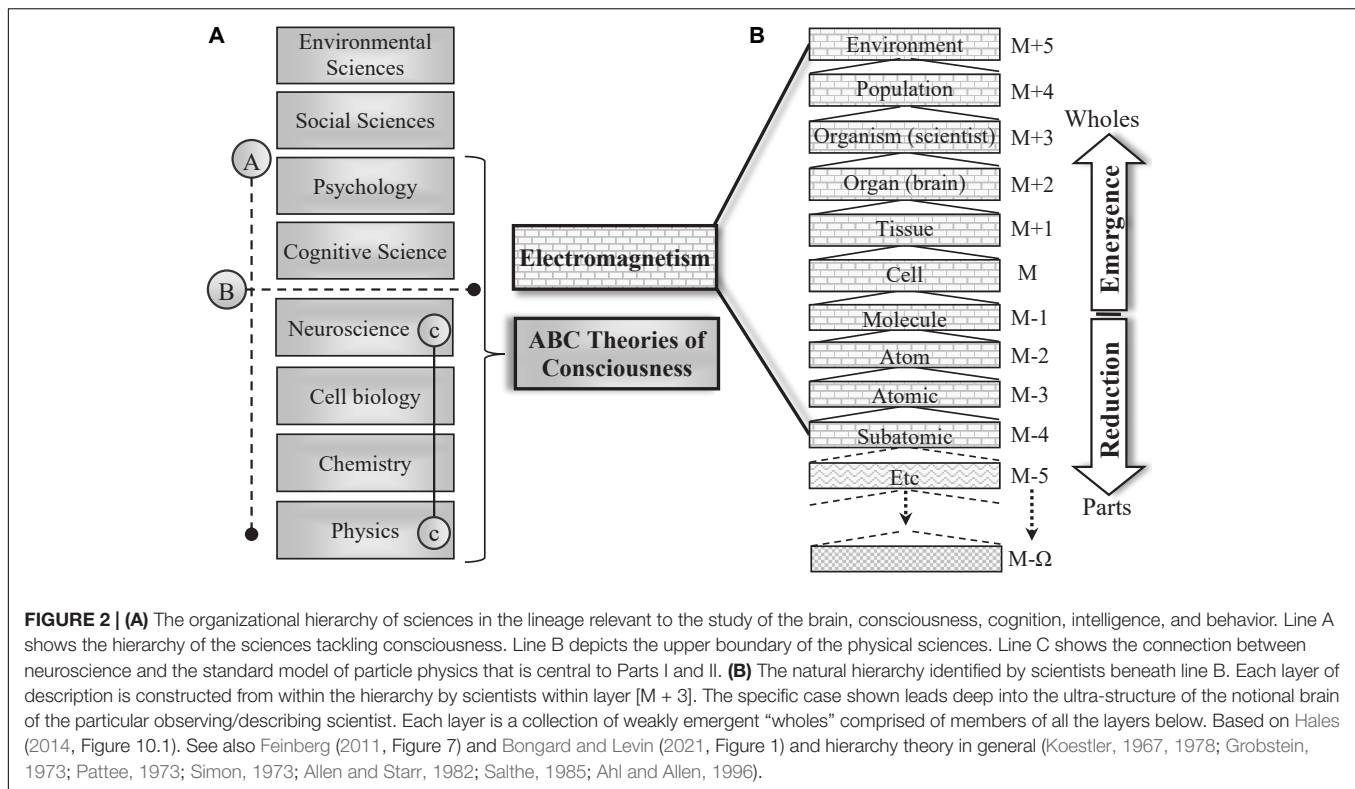 A
Environmental
Sciences
Social Sciences
A
Psychology
Cognitive Science
B
Neuroscience
c
Cell biology
Chemistry
Physics
c
Electromagnetism
ABC Theories of
Consciousness
B
Environment M+5
Population M+4
Organism (scientist) M+3
Organ (brain) M+2
Tissue M+1
Cell M
Molecule M-1
Atom M-2
Atomic M-3
Subatomic M-4
Etc M-5
M-Ω
Wholes
Emergence
Reduction
Parts
FIGURE 2 | (A) The organizational hierarchy of sciences in the lineage relevant to the study of the brain, consciousness, cognition, intelligence, and behavior. Line A
shows the hierarchy of the sciences tackling consciousness. Line B depicts the upper boundary of the physical sciences. Line C shows the connection between
neuroscience and the standard model of particle physics that is central to Parts I and II. (B) The natural hierarchy identified by scientists beneath line B. Each layer of
description is constructed from within the hierarchy by scientists within layer [M + 3]. The specific case shown leads deep into the ultra-structure of the notional brain
of the particular observing/describing scientist. Each layer is a collection of weakly emergent “wholes” comprised of members of all the layers below. Based on Hales
(2014, Figure 10.1). See also Feinberg (2011, Figure 7) and Bongard and Levin (2021, Figure 1) and hierarchy theory in general (Koestler, 1967, 1978; Grobstein,
1973; Pattee, 1973; Simon, 1973; Allen and Starr, 1982; Salthe, 1985; Ahl and Allen, 1996).